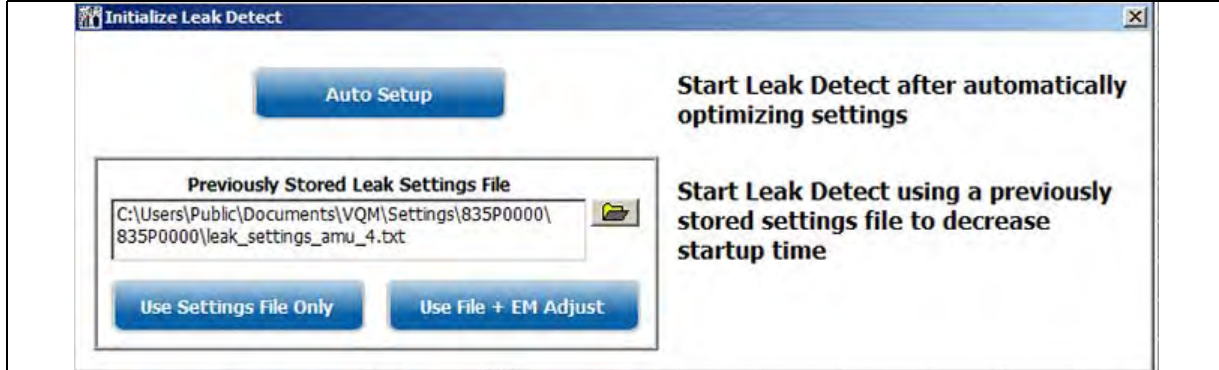 Initialize Leak Detect
Auto Setup
Start Leak Detect after automatically
optimizing settings
Previously Stored Leak Settings File
C:\Users\Public\Documents\VQM\Settings\835P0000\
835P0000\leak_settings_amu_4.txt
Start Leak Detect using a previously
stored settings file to decrease
startup time
Use Settings File Only
Use File + EM Adjust